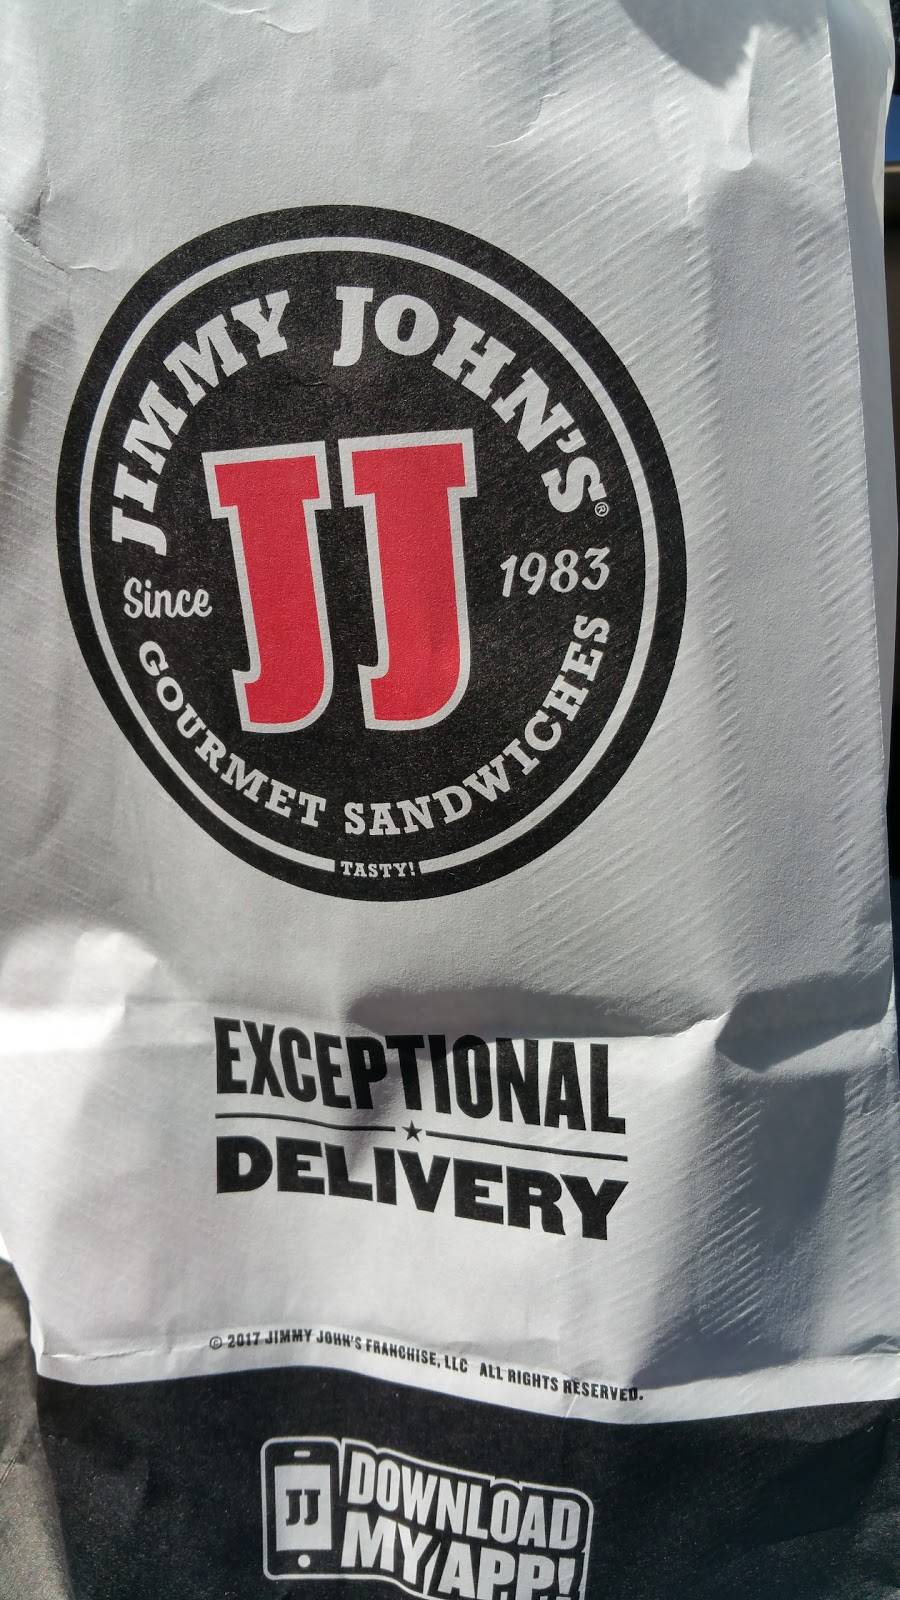 JIMMY JOHN'S®
JJ
Since 1983
GOURMET SANDWICHES
TASTY!
EXCEPTIONAL
DELIVERY
© 2017 JIMMY JOHN'S FRANCHISE, LLC ALL RIGHTS RESERVED.
JJ
DOWNLOAD
MY APP!